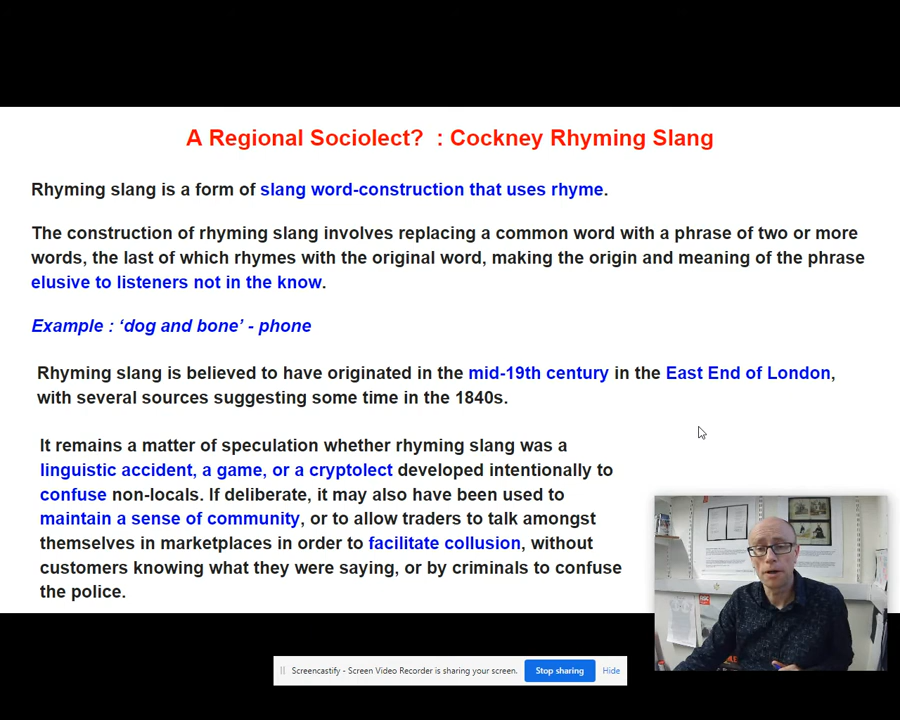 A Regional Sociolect?  : Cockney Rhyming Slang
Rhyming slang is a form of slang word-construction that uses rhyme.
The construction of rhyming slang involves replacing a common word with a phrase of two or more
words, the last of which rhymes with the original word, making the origin and meaning of the phrase
elusive to listeners not in the know.
Example : ‘dog and bone’ - phone
Rhyming slang is believed to have originated in the mid-19th century in the East End of London,
with several sources suggesting some time in the 1840s.
It remains a matter of speculation whether rhyming slang was a
linguistic accident, a game, or a cryptolect developed intentionally to
confuse non-locals. If deliberate, it may also have been used to
maintain a sense of community, or to allow traders to talk amongst
themselves in marketplaces in order to facilitate collusion, without
customers knowing what they were saying, or by criminals to confuse
the police.
Screencastify - Screen Video Recorder is sharing your screen. Stop sharing Hide